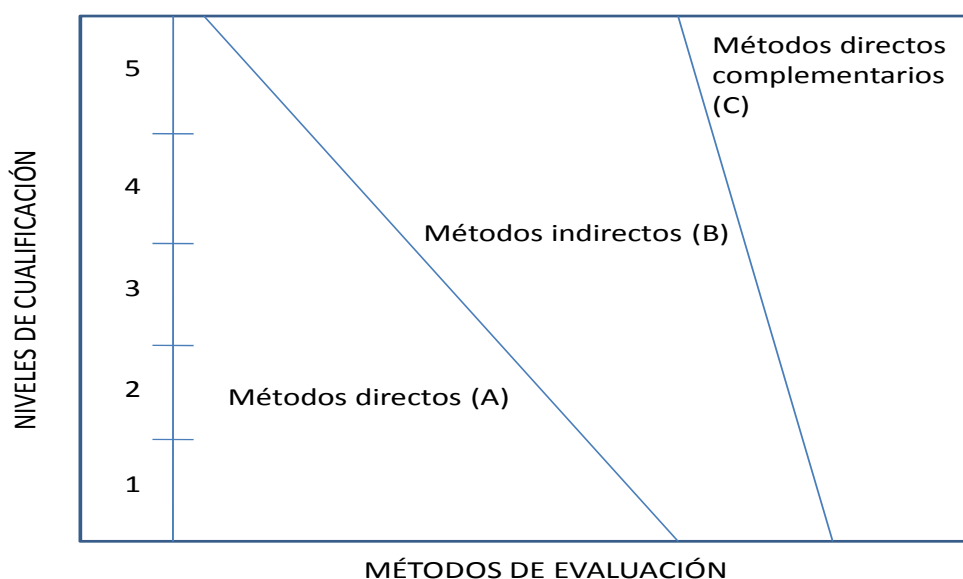 Métodos directos
complementarios
(C)
5
4
Métodos indirectos (B)
3
2
Métodos directos (A)
1
NIVELES DE CUALIFICACIÓN
MÉTODOS DE EVALUACIÓN